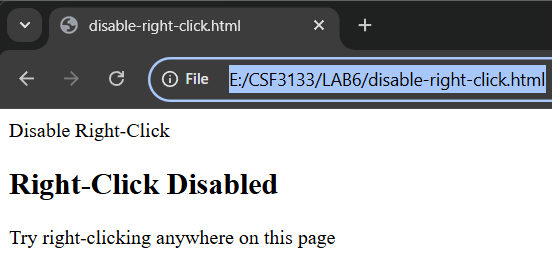 disable-right-click.html
File E:/CSF3133/LAB6/disable-right-click.html
Disable Right-Click
Right-Click Disabled
Try right-clicking anywhere on this page